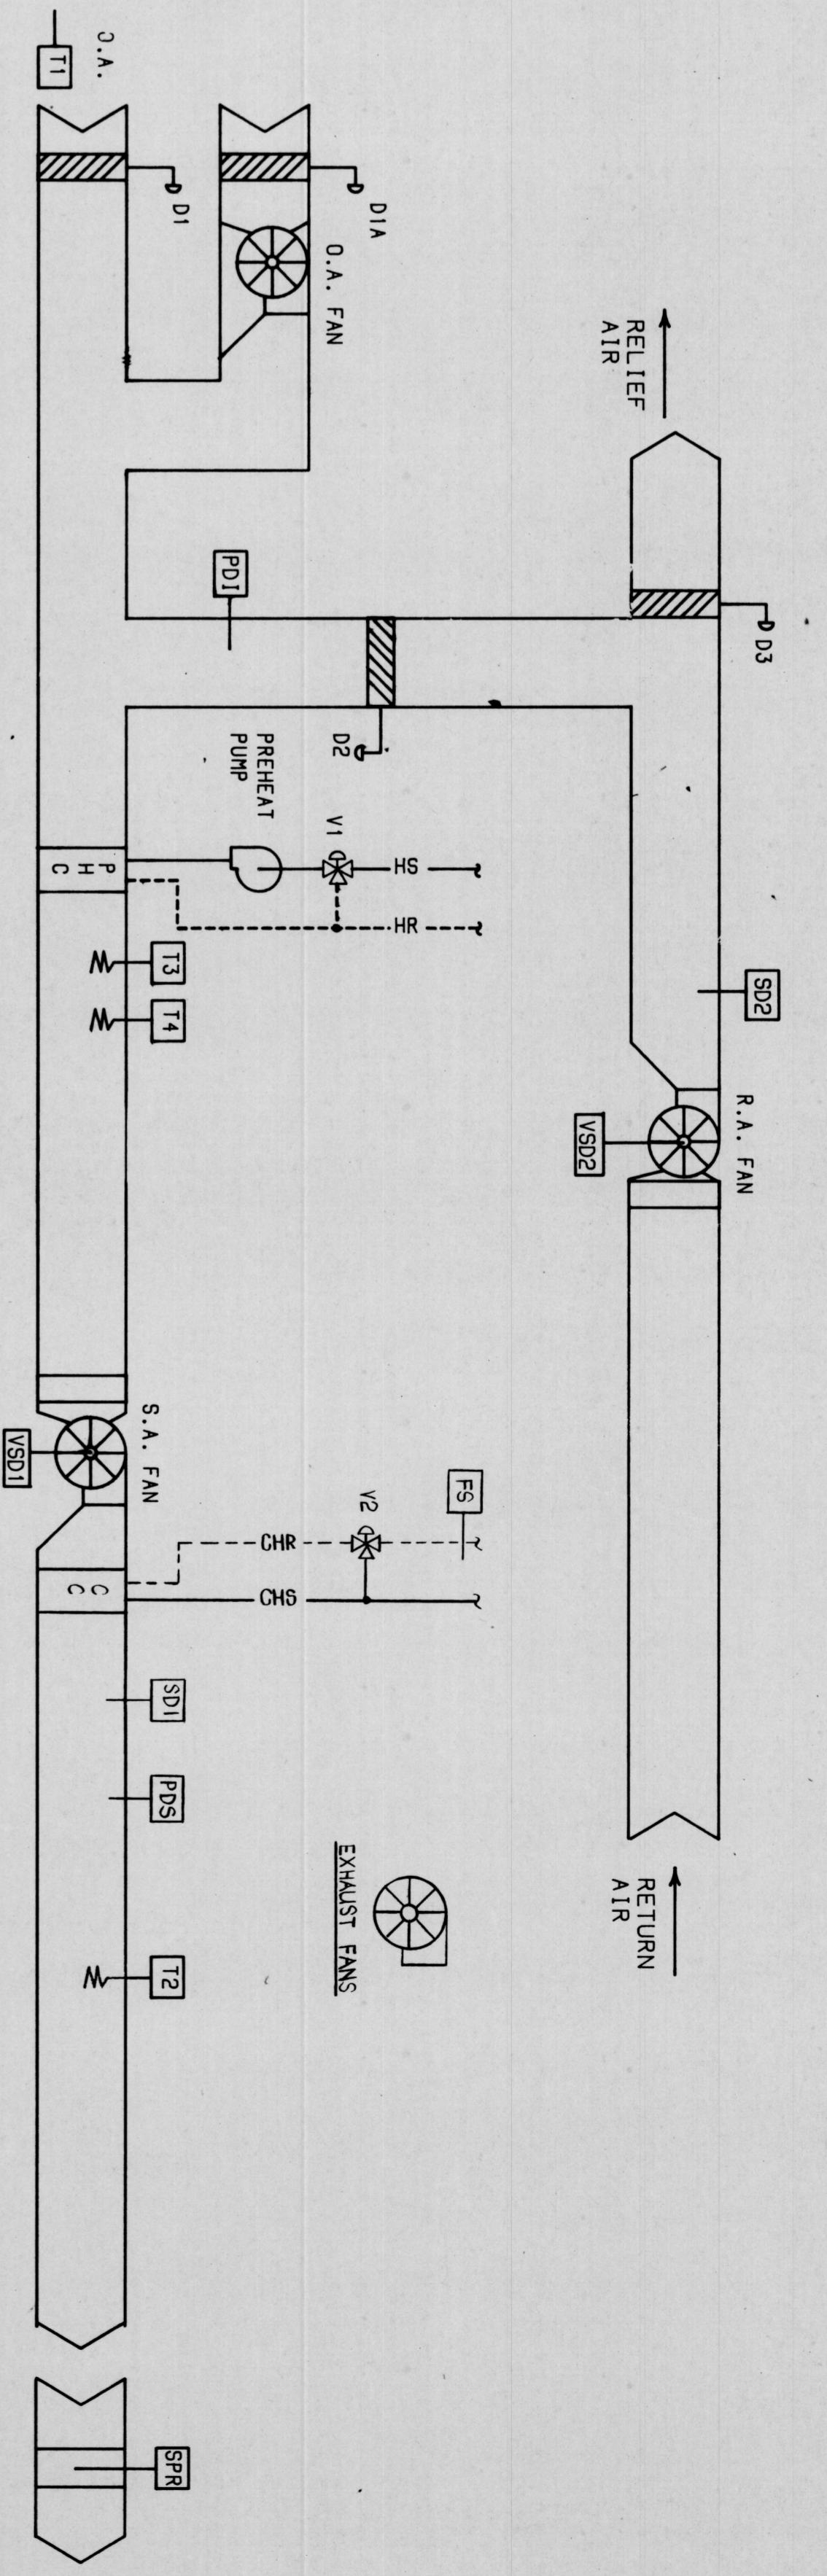 RELIEF
AIR
D3
SD2
R.A. FAN
VSD2
RETURN
AIR
D1A
O.A. FAN
D1
O.A.
T1
PDI
D2
PREHEAT
PUMP
V1
HS
HR
P
H
C
T3
T4
S.A. FAN
VSD1
FS
V2
CHR
CHS
C
C
SD1
PDS
EXHAUST FANS
T2
SPR